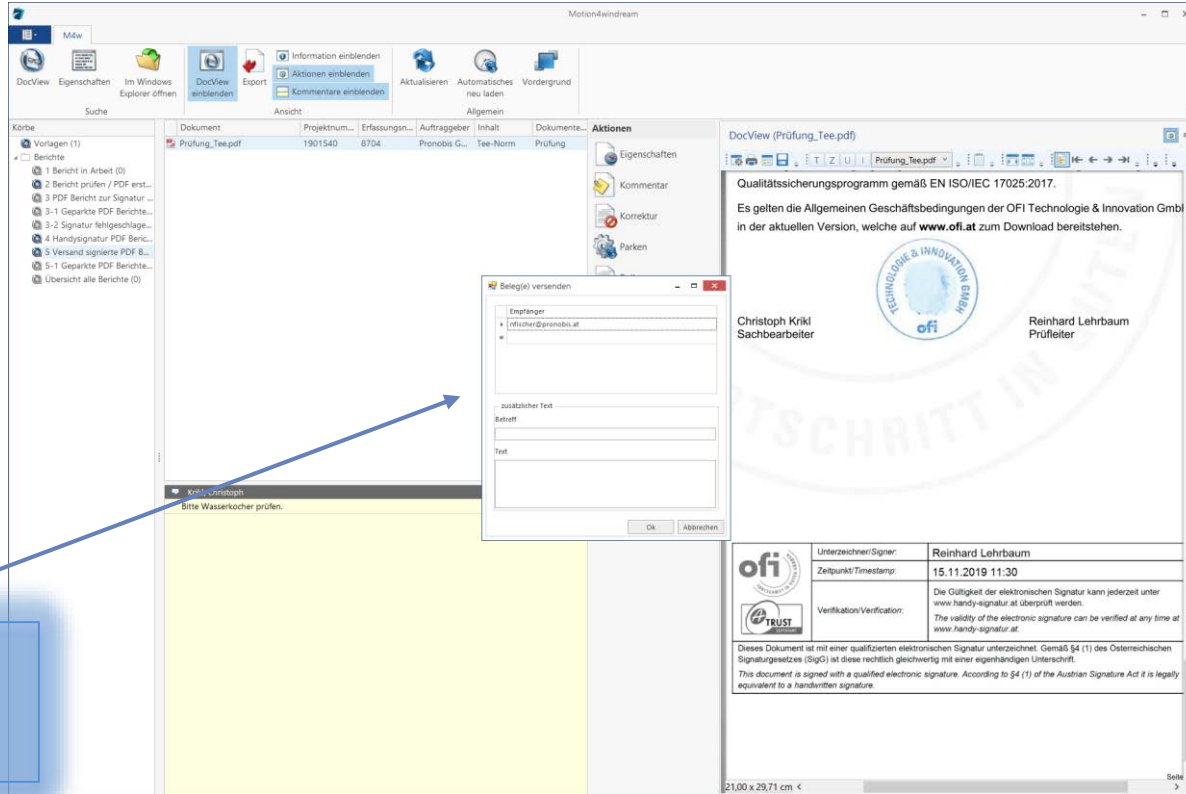 Motion4windream
M4w
DocView
Eigenschaften
Im Windows
Explorer öffnen
Suche
DocView
einblenden
Export
Information einblenden
Aktionen einblenden
Kommentare einblenden
Ansicht
Aktualisieren
Automatisches
neu laden
Vordergrund
Allgemein
Körbe
Vorlagen (1)
Berichte
1 Bericht in Arbeit (0)
2 Bericht prüfen / PDF erst...
3 PDF Bericht zur Signatur ...
3-1 Geparkte PDF Berichte...
3-2 Signatur fehlgeschlage...
4 Handysignatur PDF Beric...
5 Versand signierte PDF B...
5-1 Geparkte PDF Berichte...
Übersicht alle Berichte (0)
Dokument Projektnum... Erfassungsn... Auftraggeber Inhalt Dokumente...
Prüfung_Tee.pdf 1901540 8704 Pronobis G... Tee-Norm Prüfung
Krikl, Christoph
Bitte Wasserkocher prüfen.
Aktionen
Eigenschaften
Kommentar
Korrektur
Parken
Beleg(e) versenden
Empfänger
nfischer@pronobis.at
zusätzlicher Text
Betreff
Text
Ok Abbrechen
DocView (Prüfung_Tee.pdf)
T Z U I Prüfung_Tee.pdf
Qualitätssicherungsprogramm gemäß EN ISO/IEC 17025:2017.
Es gelten die Allgemeinen Geschäftsbedingungen der OFI Technologie & Innovation Gmbl
in der aktuellen Version, welche auf www.ofi.at zum Download bereitstehen.
TECHNOLOGIE & INNOVATION GMBH
ofi
Christoph Krikl
Sachbearbeiter
Reinhard Lehrbaum
Prüfleiter
RTSCHRITT IN GUTEN
ofi
TRUST
Unterzeichner/Signer: Reinhard Lehrbaum
Zeitpunkt/Timestamp: 15.11.2019 11:30
Verifikation/Verification:
Die Gültigkeit der elektronischen Signatur kann jederzeit unter
www.handy-signatur.at überprüft werden.
The validity of the electronic signature can be verified at any time at
www.handy-signatur.at.
Dieses Dokument ist mit einer qualifizierten elektronischen Signatur unterzeichnet. Gemäß §4 (1) des Österreichischen
Signaturgesetzes (SigG) ist diese rechtlich gleichwertig mit einer eigenhändigen Unterschrift.
This document is signed with a qualified electronic signature. According to §4 (1) of the Austrian Signature Act it is legally
equivalent to a handwritten signature.
Seite
21,00 x 29,71 cm